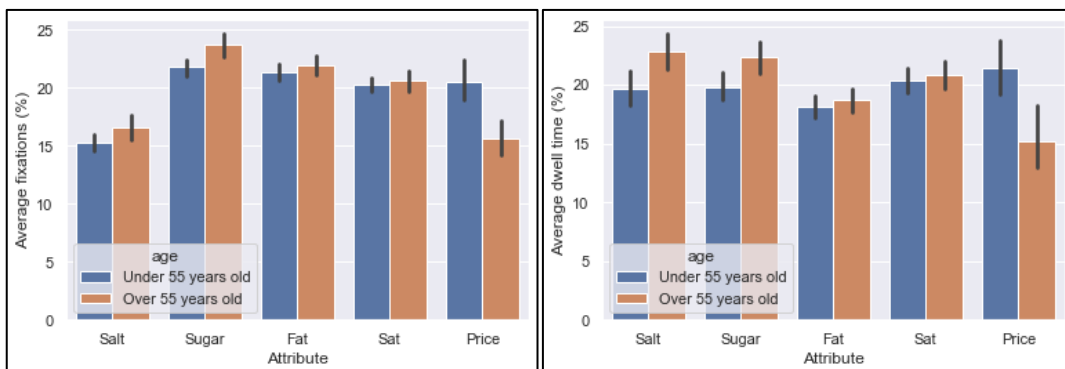 Average fixations (%)
25
20
15
10
5
0
age
Under 55 years old
Over 55 years old
Salt Sugar Fat Sat Price
Attribute
Average dwell time (%)
25
20
15
10
5
0
age
Under 55 years old
Over 55 years old
Salt Sugar Fat Sat Price
Attribute